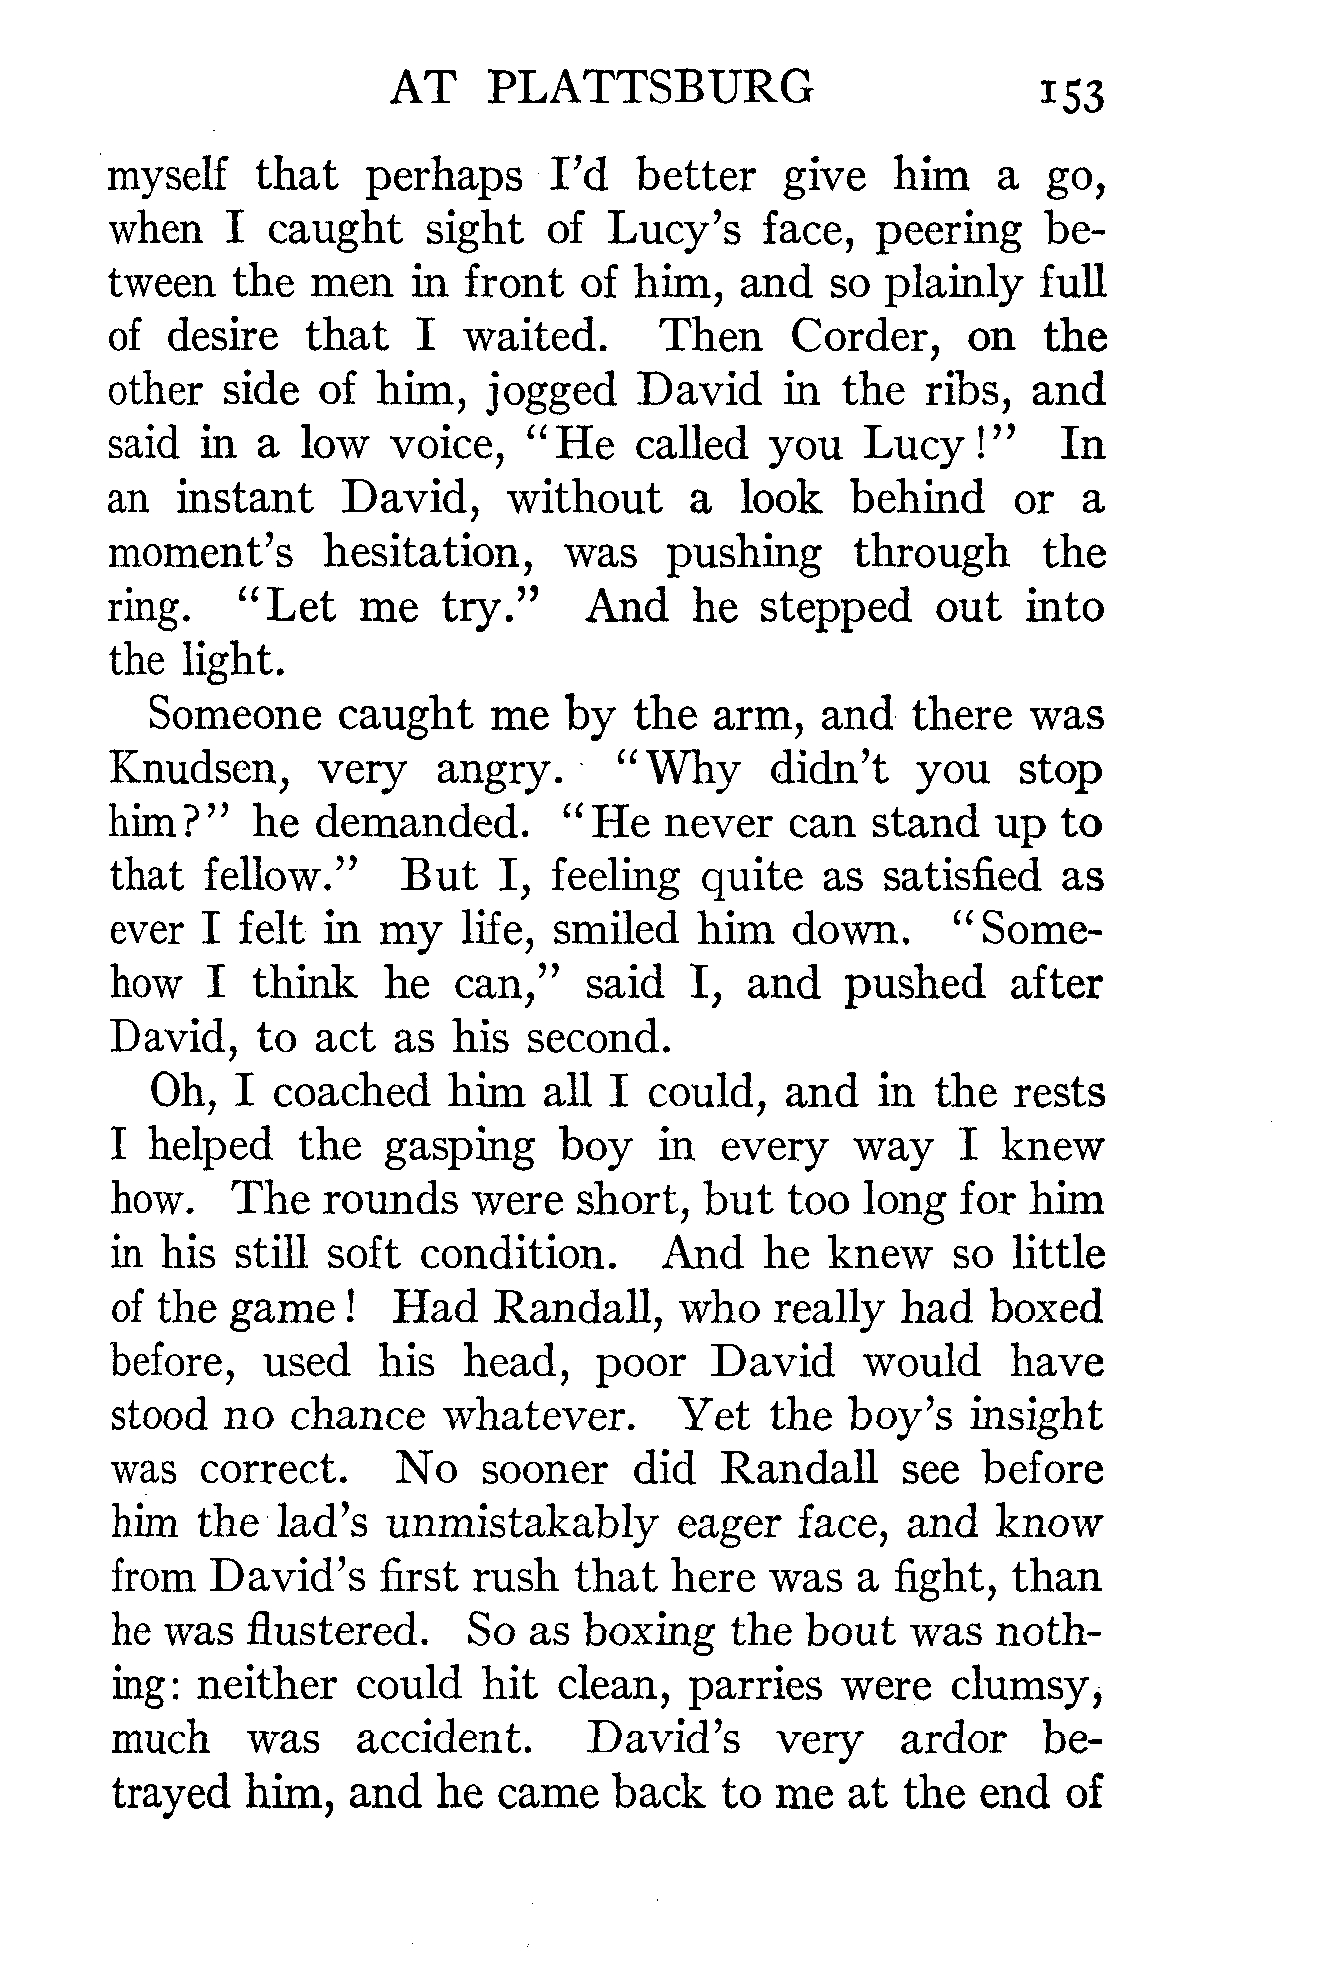 AT PLATTSBURG 153
myself that perhaps I'd better give him a go,
when I caught sight of Lucy's face, peering be-
tween the men in front of him, and so plainly full
of desire that I waited. Then Corder, on the
other side of him, jogged David in the ribs, and
said in a low voice, "He called you Lucy!" In
an instant David, without a look behind or a
moment's hesitation, was pushing through the
ring. "Let me try." And he stepped out into
the light.
Someone caught me by the arm, and there was
Knudsen, very angry. "Why didn't you stop
him?" he demanded. "He never can stand up to
that fellow." But I, feeling quite as satisfied as
ever I felt in my life, smiled him down. "Some-
how I think he can," said I, and pushed after
David, to act as his second.
Oh, I coached him all I could, and in the rests
I helped the gasping boy in every way I knew
how. The rounds were short, but too long for him
in his still soft condition. And he knew so little
of the game! Had Randall, who really had boxed
before, used his head, poor David would have
stood no chance whatever. Yet the boy's insight
was correct. No sooner did Randall see before
him the lad's unmistakably eager face, and know
from David's first rush that here was a fight, than
he was flustered. So as boxing the bout was noth-
ing: neither could hit clean, parries were clumsy,
much was accident. David's very ardor be-
trayed him, and he came back to me at the end of